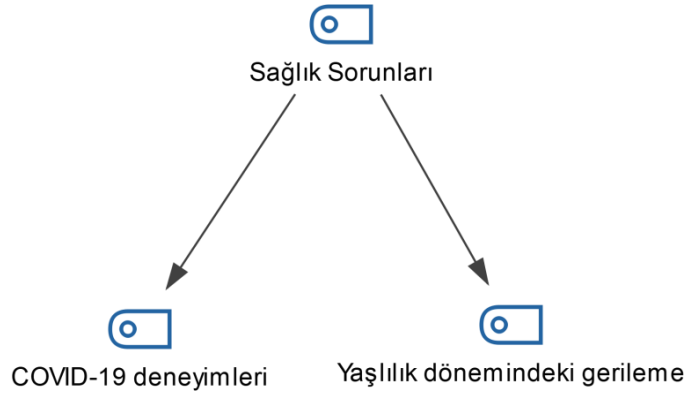 Sağlık Sorunları
COVID-19 deneyimleri
Yaşlılık dönemindeki gerileme